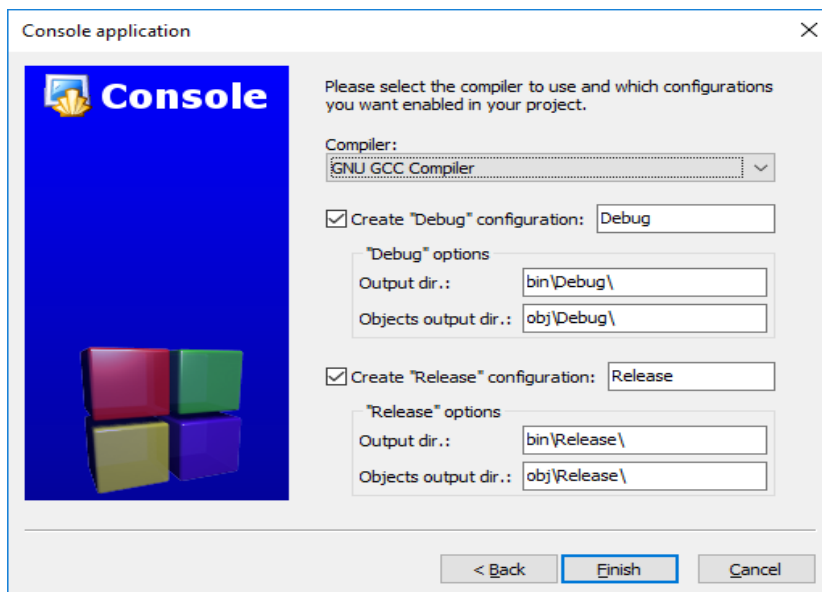 Console application
Console
Please select the compiler to use and which configurations
you want enabled in your project.
Compiler:
GNU GCC Compiler
Create "Debug" configuration: Debug
"Debug" options
Output dir.: bin\Debug\
Objects output dir.: obj\Debug\
Create "Release" configuration: Release
"Release" options
Output dir.: bin\Release\
Objects output dir.: obj\Release\
< Back Finish Cancel